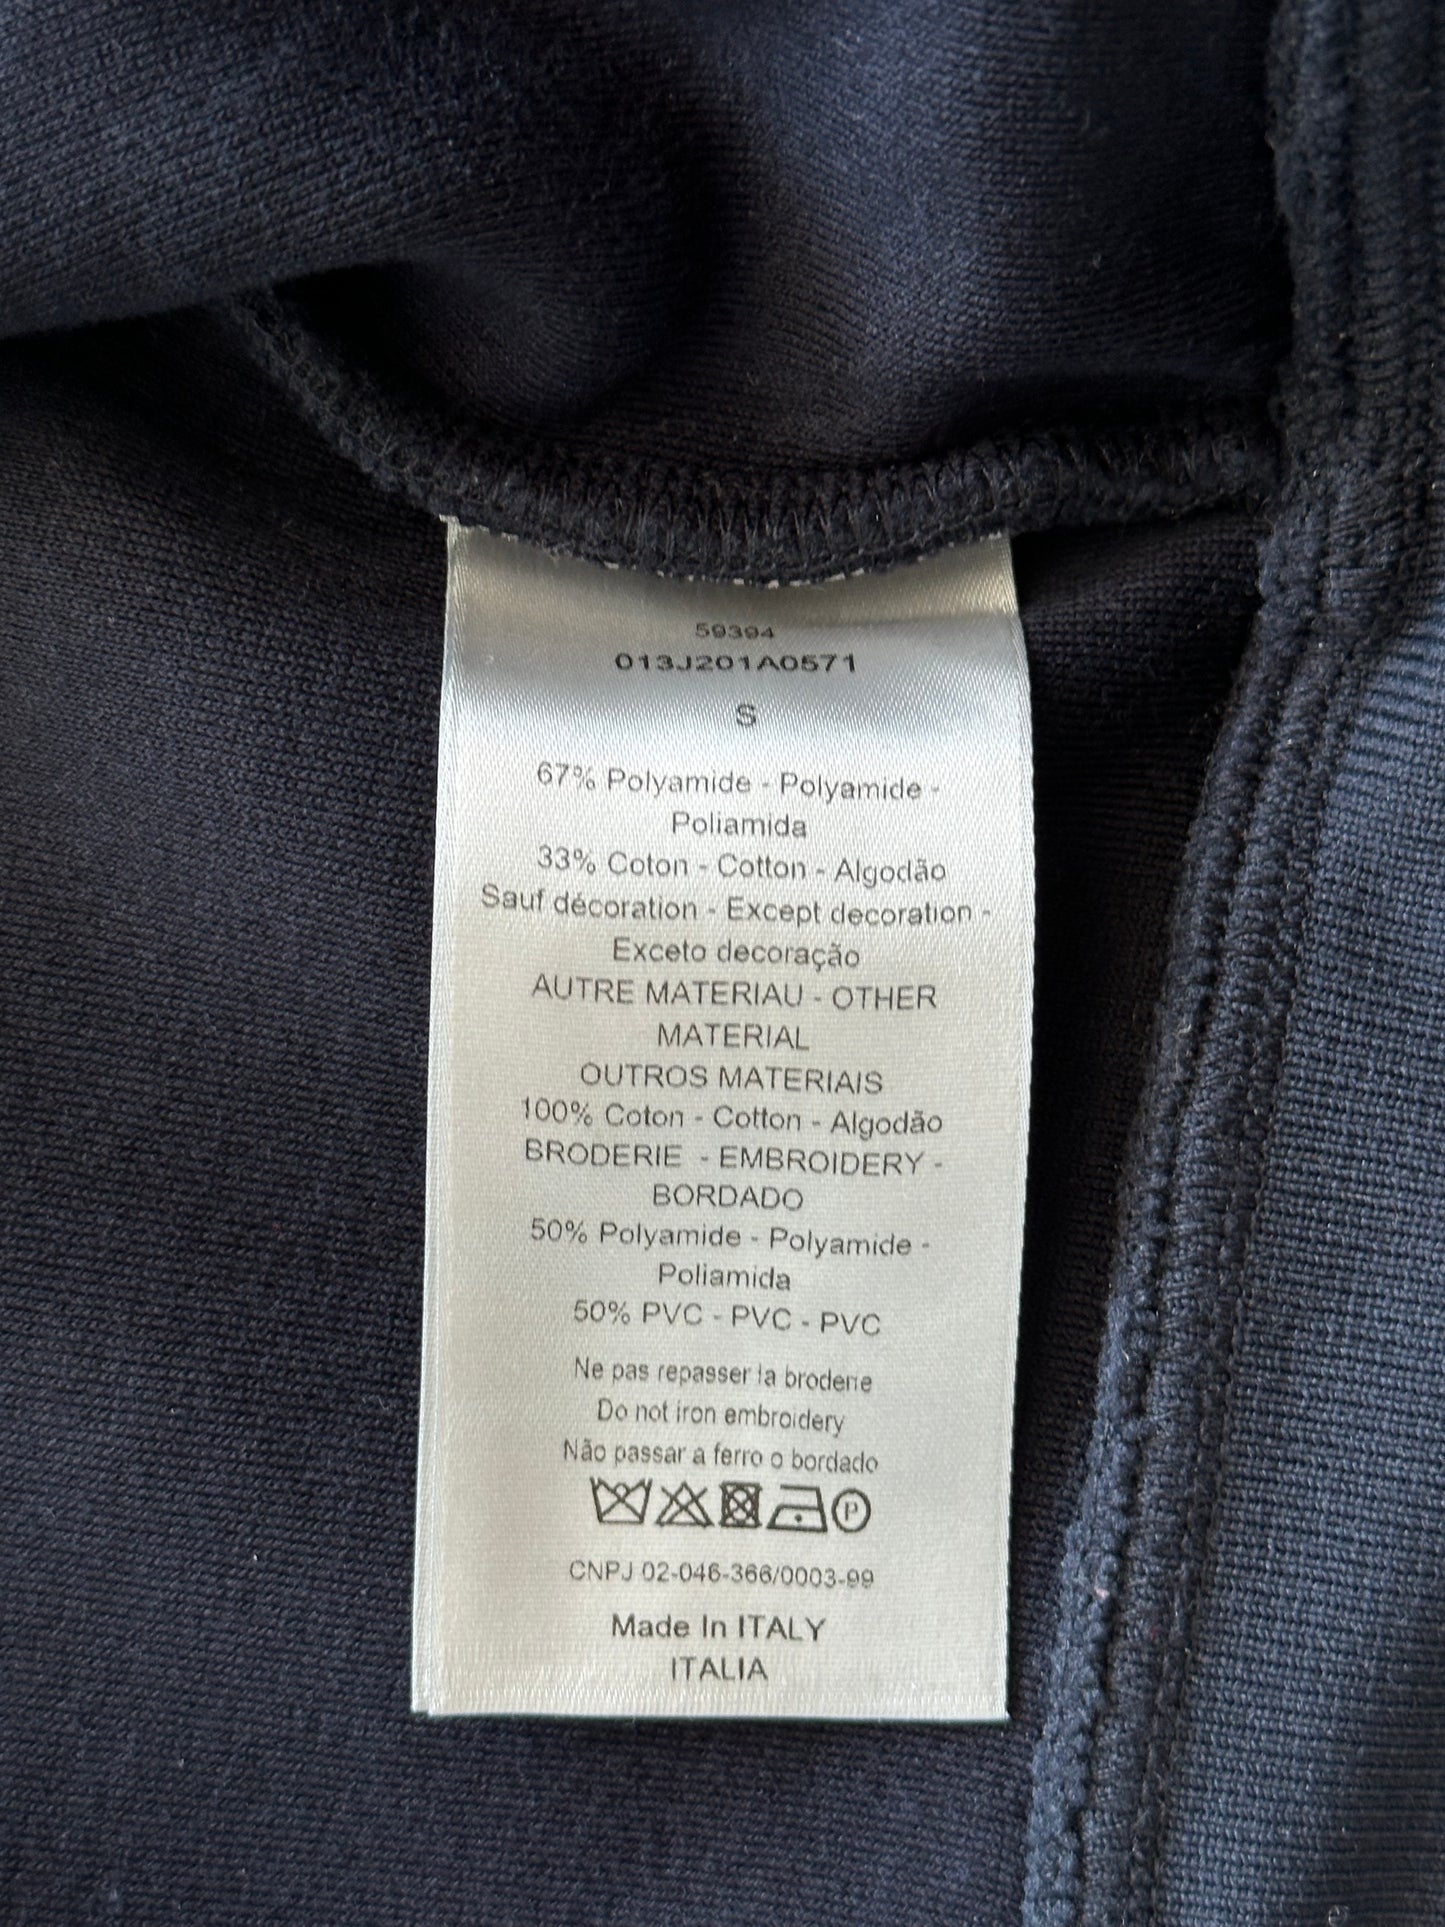 59394
013J201A0571
S
67% Polyamide - Polyamide -
Poliamida
33% Coton - Cotton - Algodão
Sauf décoration - Except decoration -
Exceto decoração
AUTRE MATERIAU - OTHER
MATERIAL
OUTROS MATERIAIS
100% Coton - Cotton - Algodão
BRODERIE - EMBROIDERY -
BORDADO
50% Polyamide - Polyamide -
Poliamida
50% PVC - PVC - PVC
Ne pas repasser la broderie
Do not iron embroidery
Não passar a ferro o bordado
P
CNPJ 02-046-366/0003-99
Made In ITALY
ITALIA